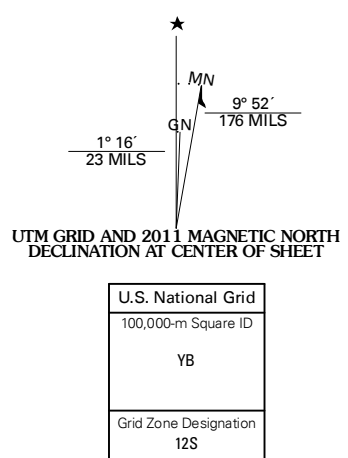 ★
MN
9° 52´
176 MILS
GN
1° 16´
23 MILS
UTM GRID AND 2011 MAGNETIC NORTH
DECLINATION AT CENTER OF SHEET
U.S. National Grid
100,000-m Square ID
YB
Grid Zone Designation
12S